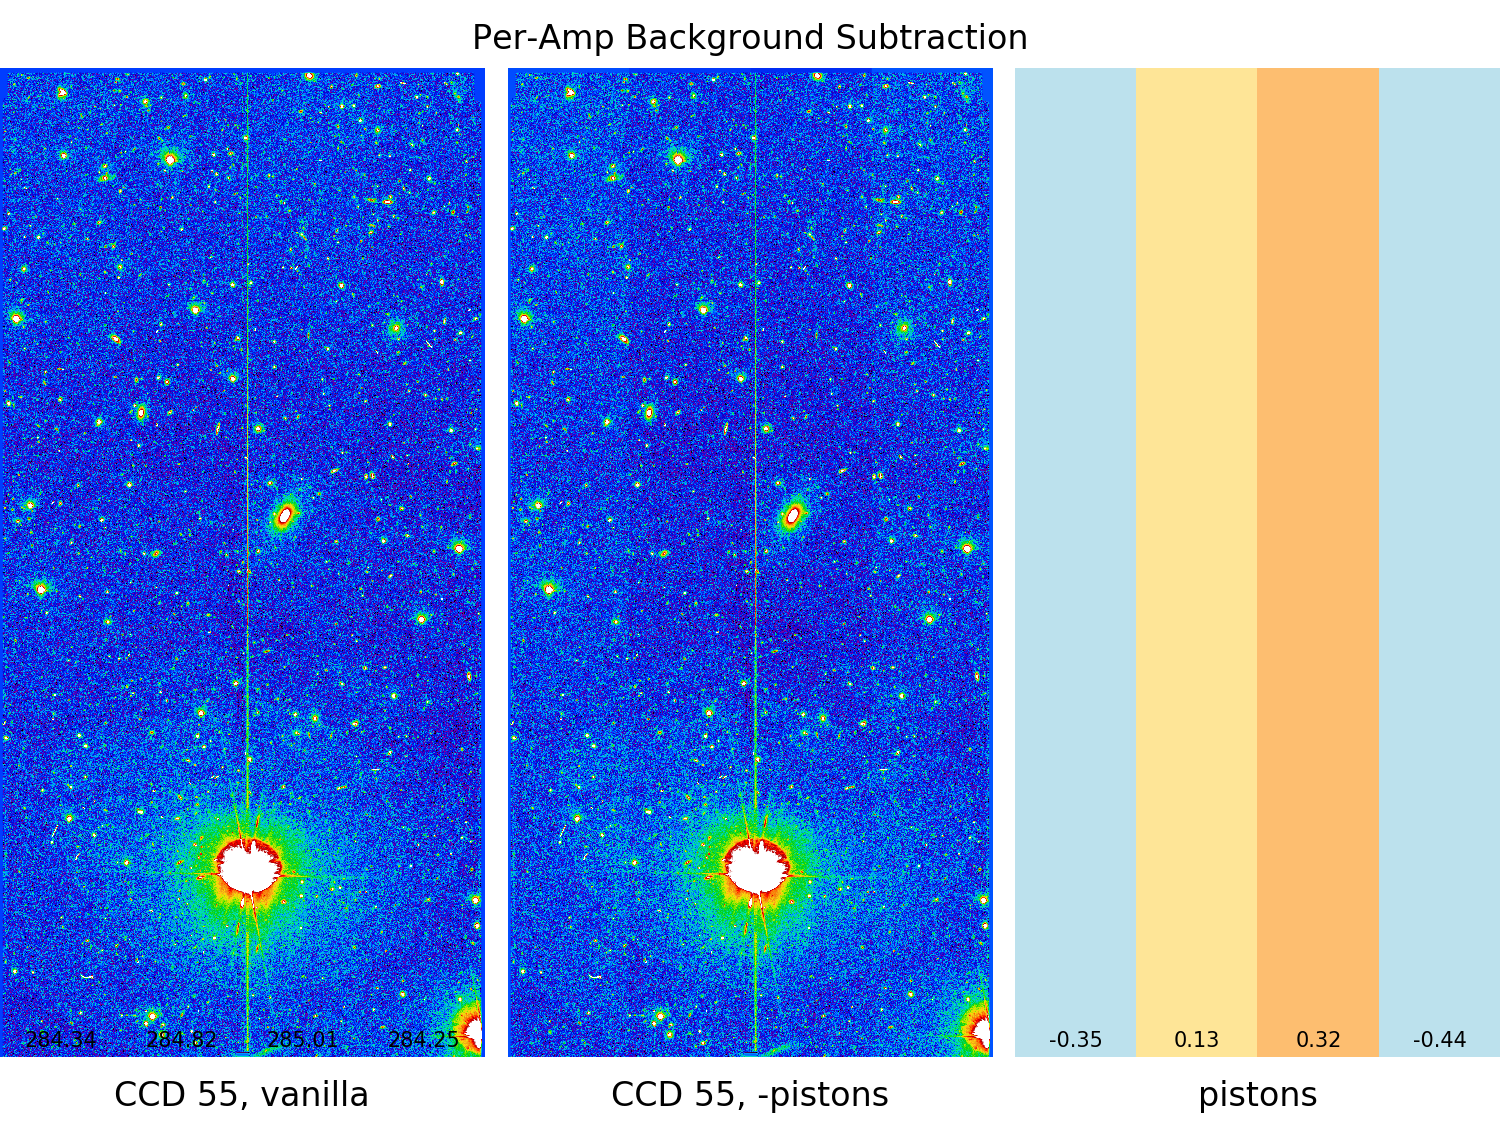 Per-Amp Background Subtraction
284.34 284.82 285.01 284.25
-0.35 0.13 0.32 -0.44
CCD 55, vanilla
CCD 55, -pistons
pistons